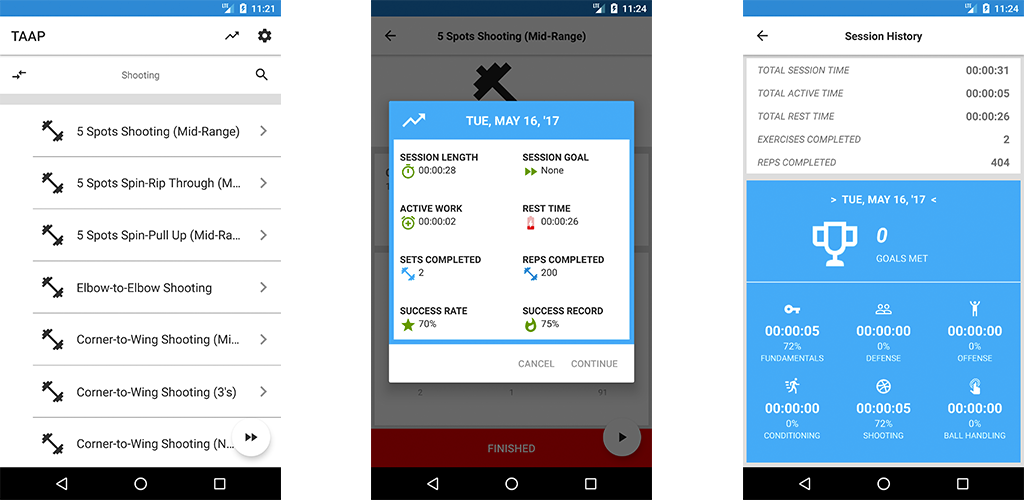 LTE 11:21
TAAP
Shooting
5 Spots Shooting (Mid-Range)
5 Spots Spin-Rip Through (M...
5 Spots Spin-Pull Up (Mid-Ra...
Elbow-to-Elbow Shooting
Corner-to-Wing Shooting (Mi...
Corner-to-Wing Shooting (3's)
Corner-to-Wing Shooting (N...
LTE 11:24
5 Spots Shooting (Mid-Range)
TUE, MAY 16, '17
SESSION LENGTH SESSION GOAL
00:00:28 None
ACTIVE WORK REST TIME
00:00:02 00:00:26
SETS COMPLETED REPS COMPLETED
2 200
SUCCESS RATE SUCCESS RECORD
70% 75%
CANCEL CONTINUE
2 1 91
FINISHED
LTE 11:24
Session History
TOTAL SESSION TIME 00:00:31
TOTAL ACTIVE TIME 00:00:05
TOTAL REST TIME 00:00:26
EXERCISES COMPLETED 2
REPS COMPLETED 404
> TUE, MAY 16, '17 <
0
GOALS MET
00:00:05 00:00:00 00:00:00
72% 0% 0%
FUNDAMENTALS DEFENSE OFFENSE
00:00:00 00:00:05 00:00:00
0% 72% 0%
CONDITIONING SHOOTING BALL HANDLING